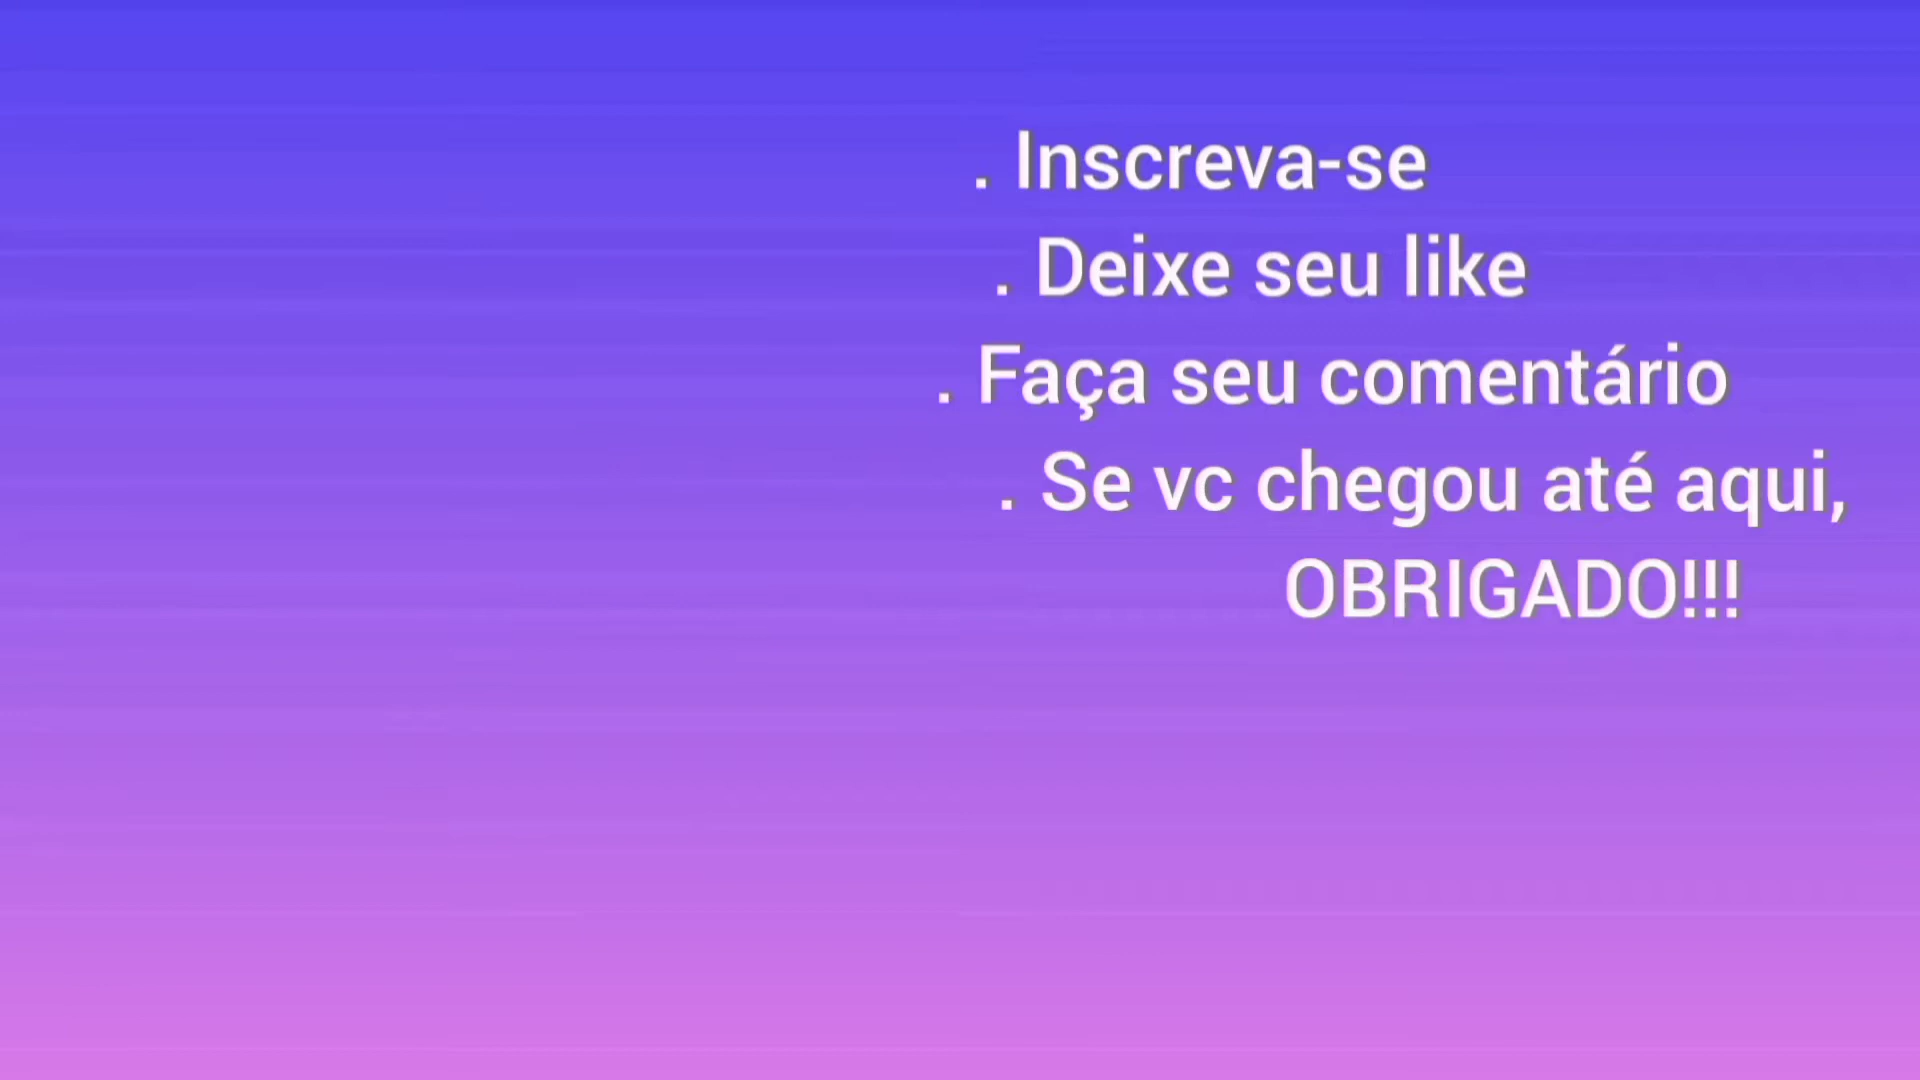 . Inscreva-se
. Deixe seu like
. Faça seu comentário
. Se vc chegou até aqui,
OBRIGADO!!!